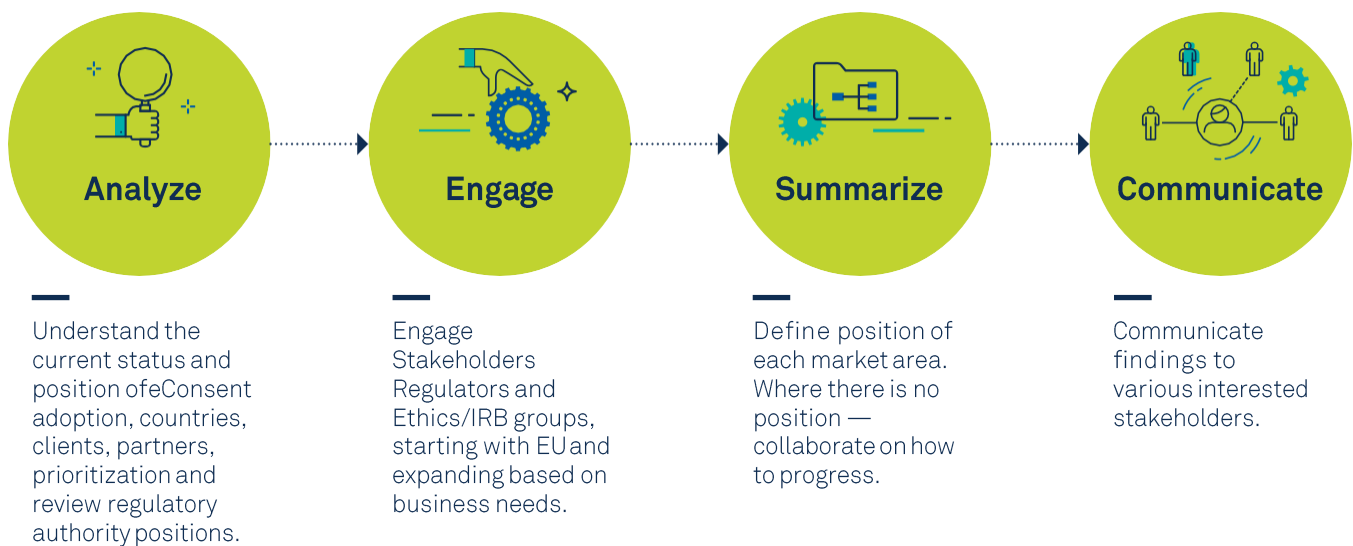 Analyze
Engage
Summarize
Communicate
Understand the
current status and
position ofeConsent
adoption, countries,
clients, partners,
prioritization and
review regulatory
authority positions.
Engage
Stakeholders
Regulators and
Ethics/IRB groups,
starting with EU and
expanding based on
business needs.
Define position of
each market area.
Where there is no
position —
collaborate on how
to progress.
Communicate
findings to
various interested
stakeholders.